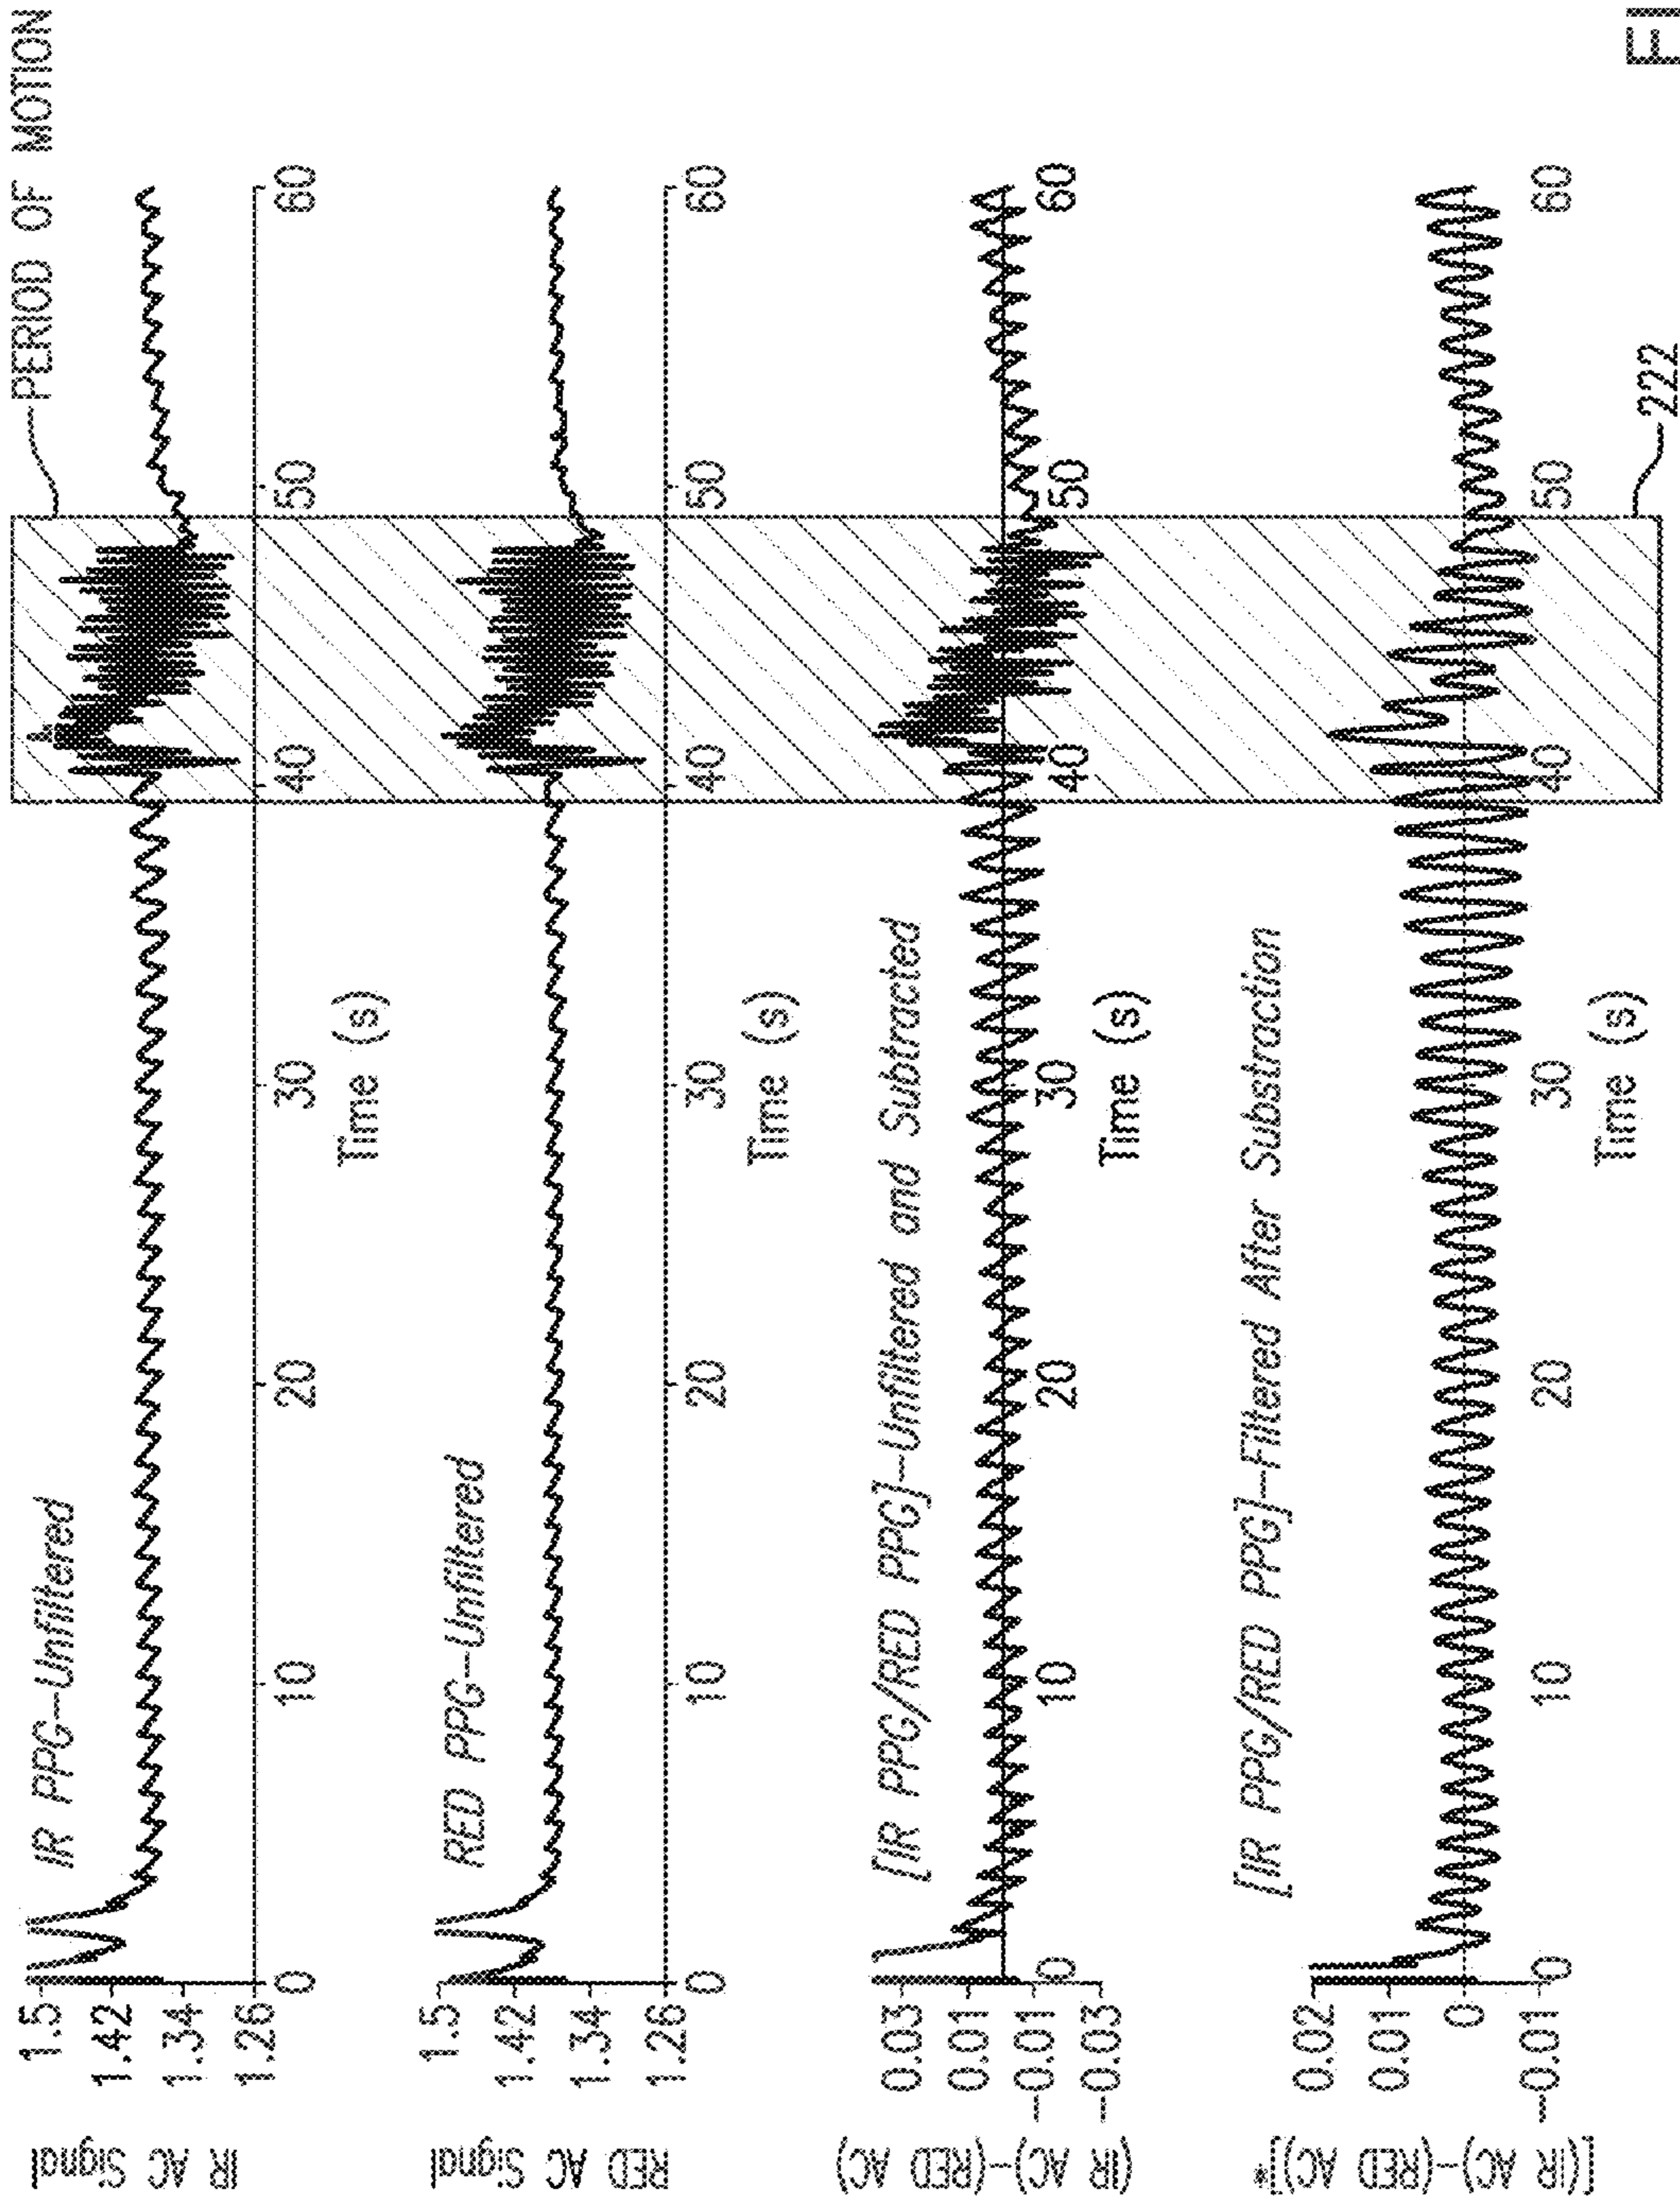 PERIOD OF MOTION
IR PPG-Unfiltered
IR AC Signal
1.5
1.42
1.34
1.26
0 10 20 30 40 50 60
Time (s)
RED PPG-Unfiltered
RED AC Signal
1.5
1.42
1.34
1.26
0 10 20 30 40 50 60
Time (s)
[IR PPG/RED PPG]-Unfiltered and Subtracted
(IR AC)-(RED AC)
0.03
0.01
-0.01
-0.03
0 10 20 30 40 50 60
Time (s)
[IR PPG/RED PPG]-Filtered After Substraction
[(IR AC)-(RED AC)]*
0.02
0.01
0
-0.01
0 10 20 30 40 50 60
Time (s)
222